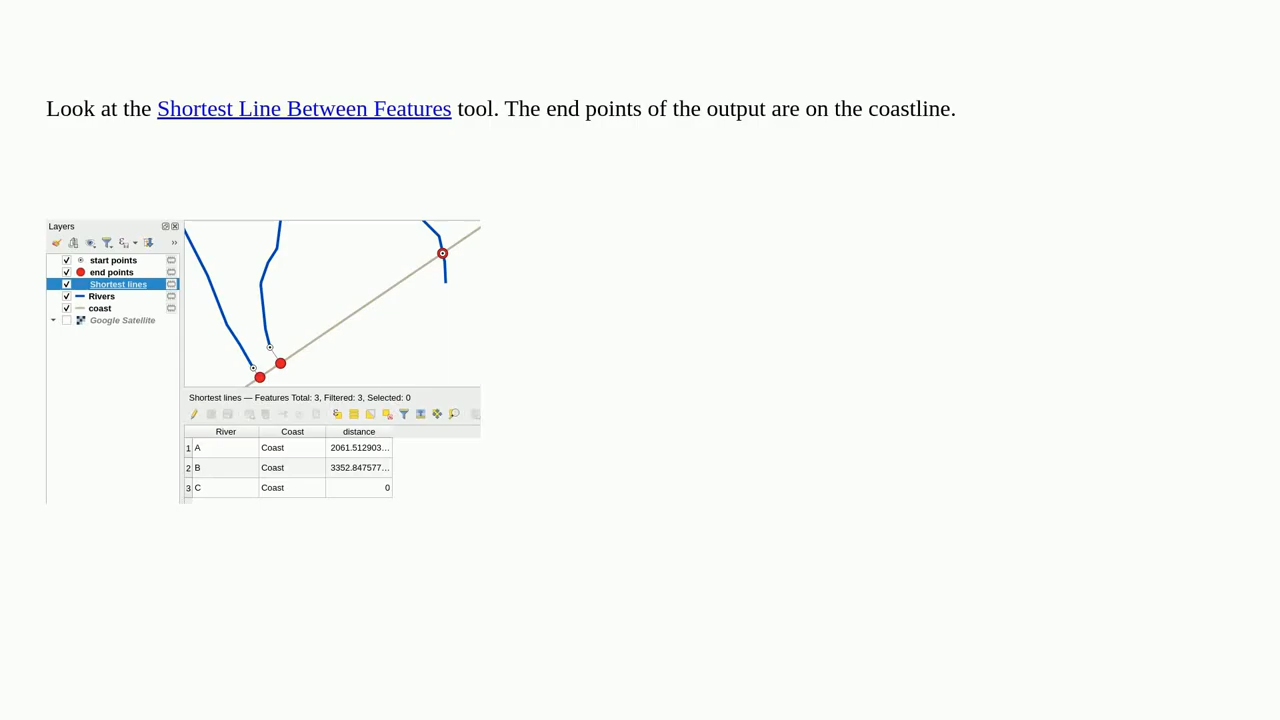 Look at the Shortest Line Between Features tool. The end points of the output are on the coastline.
Layers
start points
end points
Shortest lines
Rivers
coast
Google Satellite
Shortest lines — Features Total: 3, Filtered: 3, Selected: 0
River Coast distance
1 A Coast 2061.512903...
2 B Coast 3352.847577...
3 C Coast 0